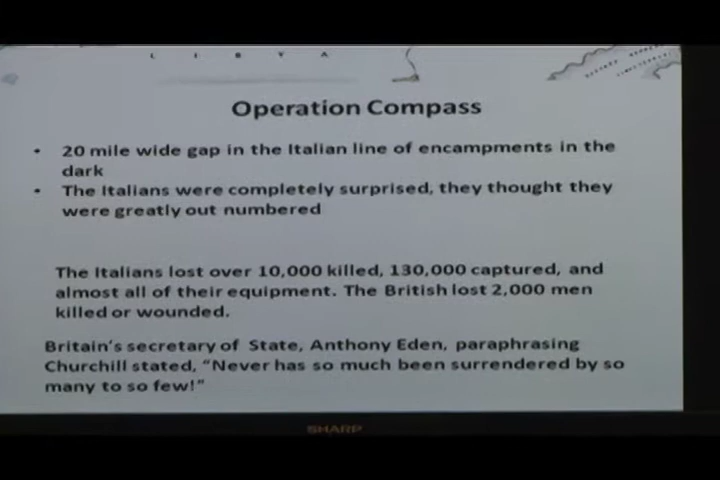 L I B Y A
Operation Compass
• 20 mile wide gap in the Italian line of encampments in the
dark
• The Italians were completely surprised, they thought they
were greatly out numbered
The Italians lost over 10,000 killed, 130,000 captured, and
almost all of their equipment. The British lost 2,000 men
killed or wounded.
Britain's secretary of State, Anthony Eden, paraphrasing
Churchill stated, "Never has so much been surrendered by so
many to so few!"
SHARP